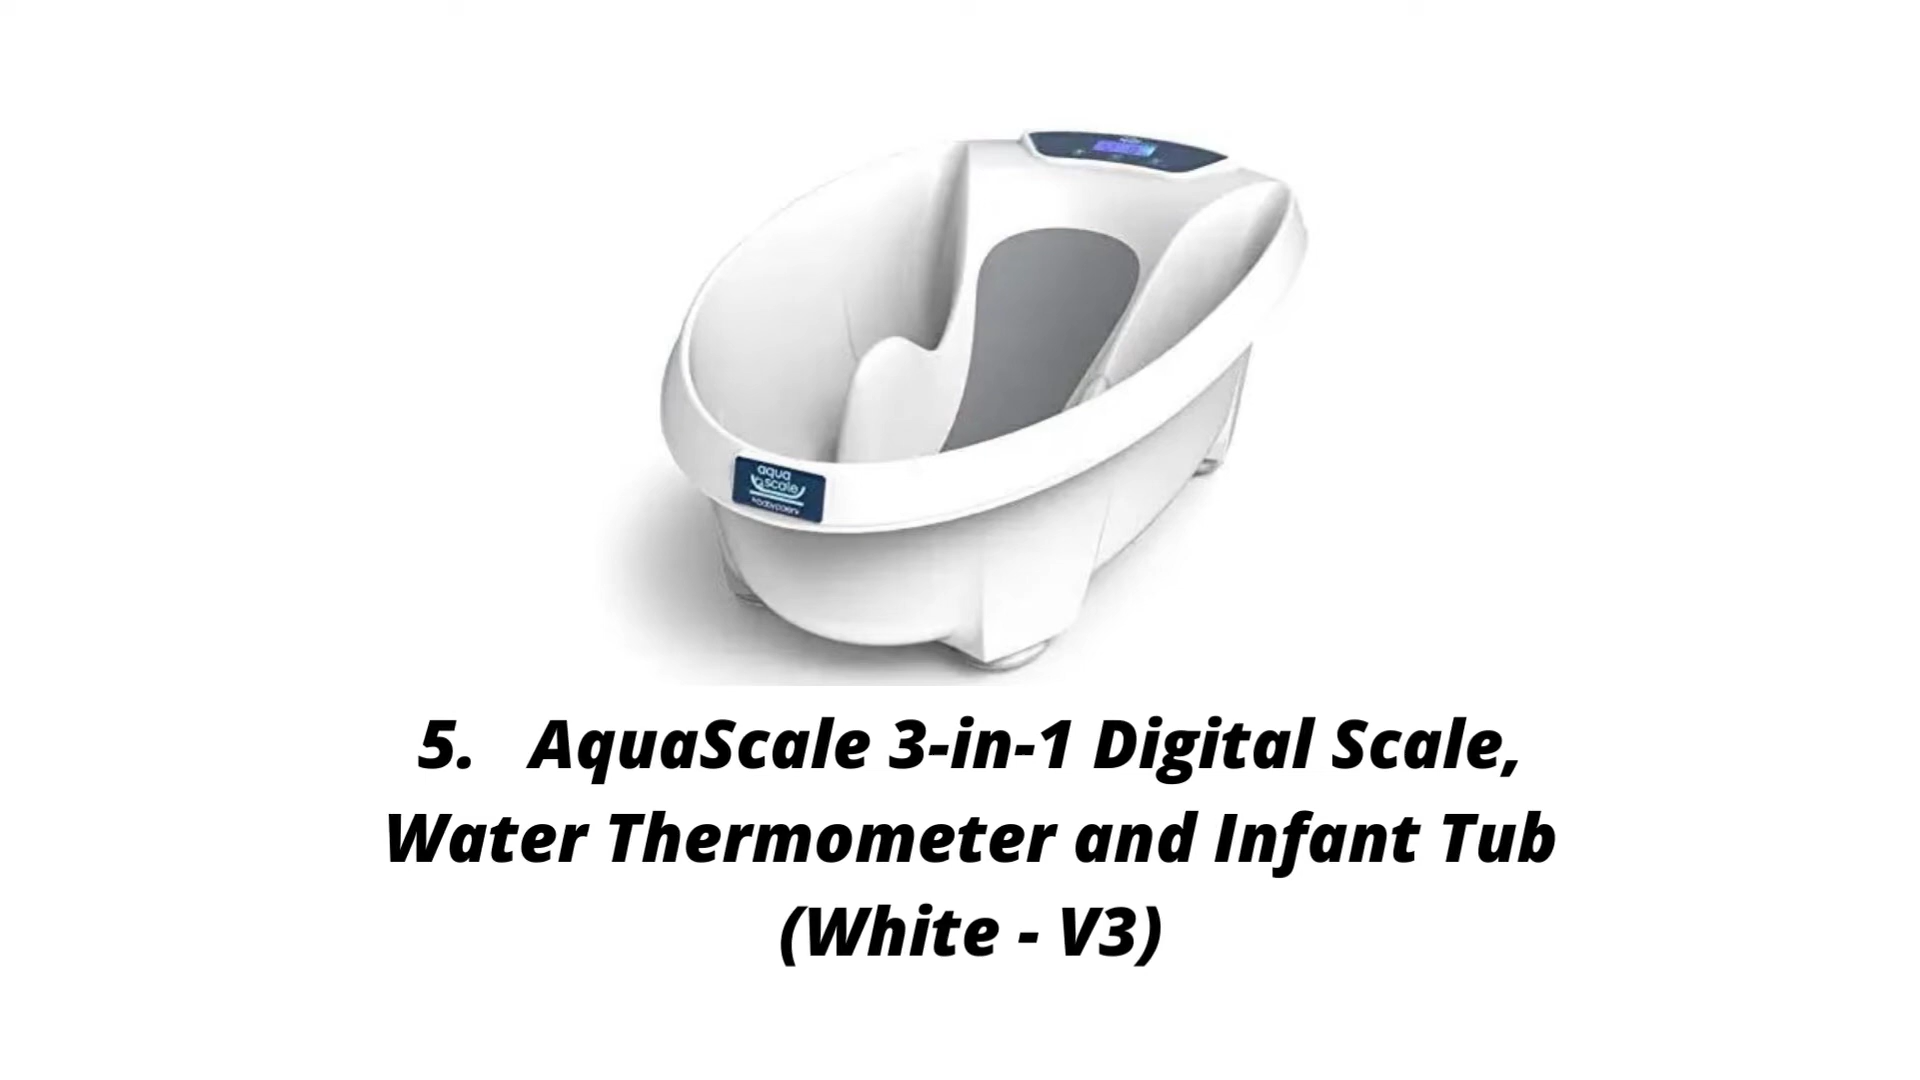 aqua
scale
5. AquaScale 3-in-1 Digital Scale,
Water Thermometer and Infant Tub
(White - V3)